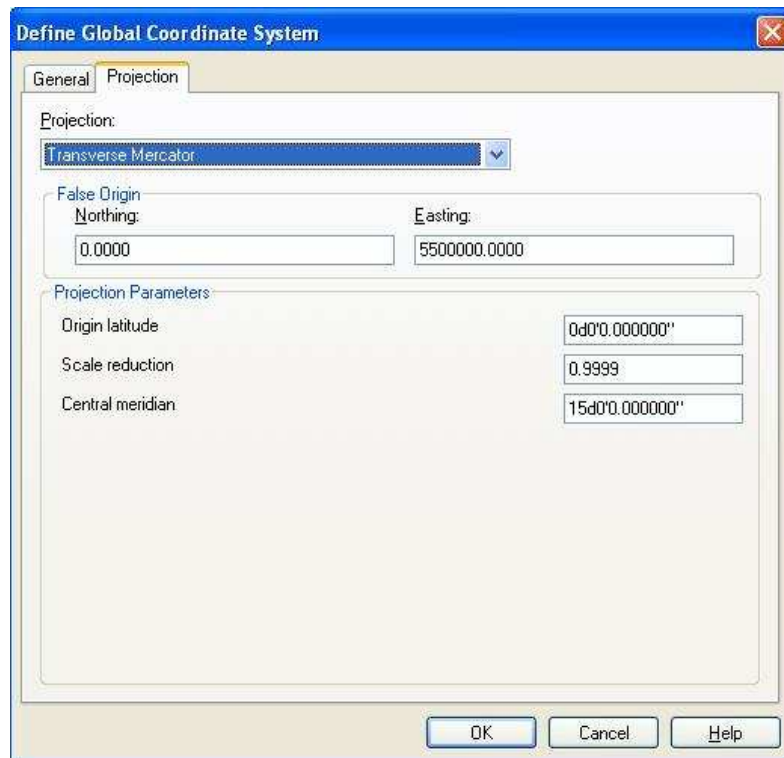 Define Global Coordinate System
General Projection
Projection:
Transverse Mercator
False Origin
Northing: Easting:
0.0000 5500000.0000
Projection Parameters
Origin latitude 0d0'0.000000"
Scale reduction 0.9999
Central meridian 15d0'0.000000"
OK Cancel Help